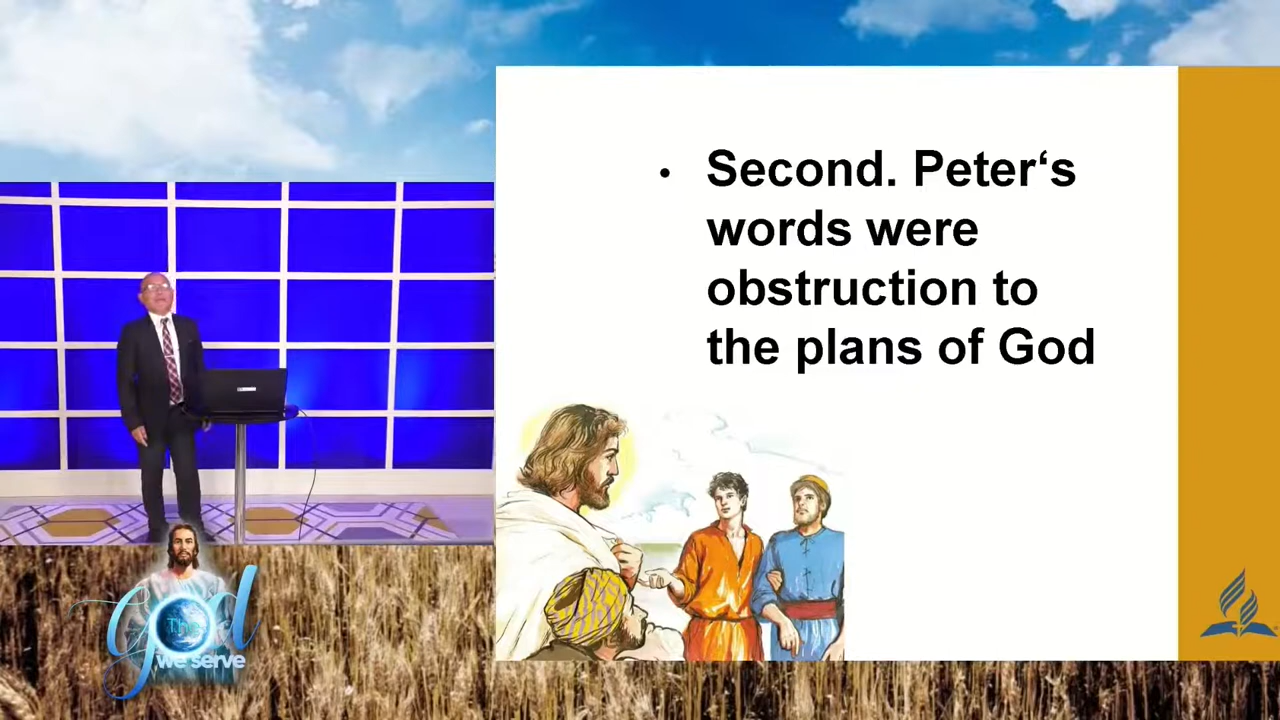 • Second. Peter‘s
words were
obstruction to
the plans of God
The
God
we serve